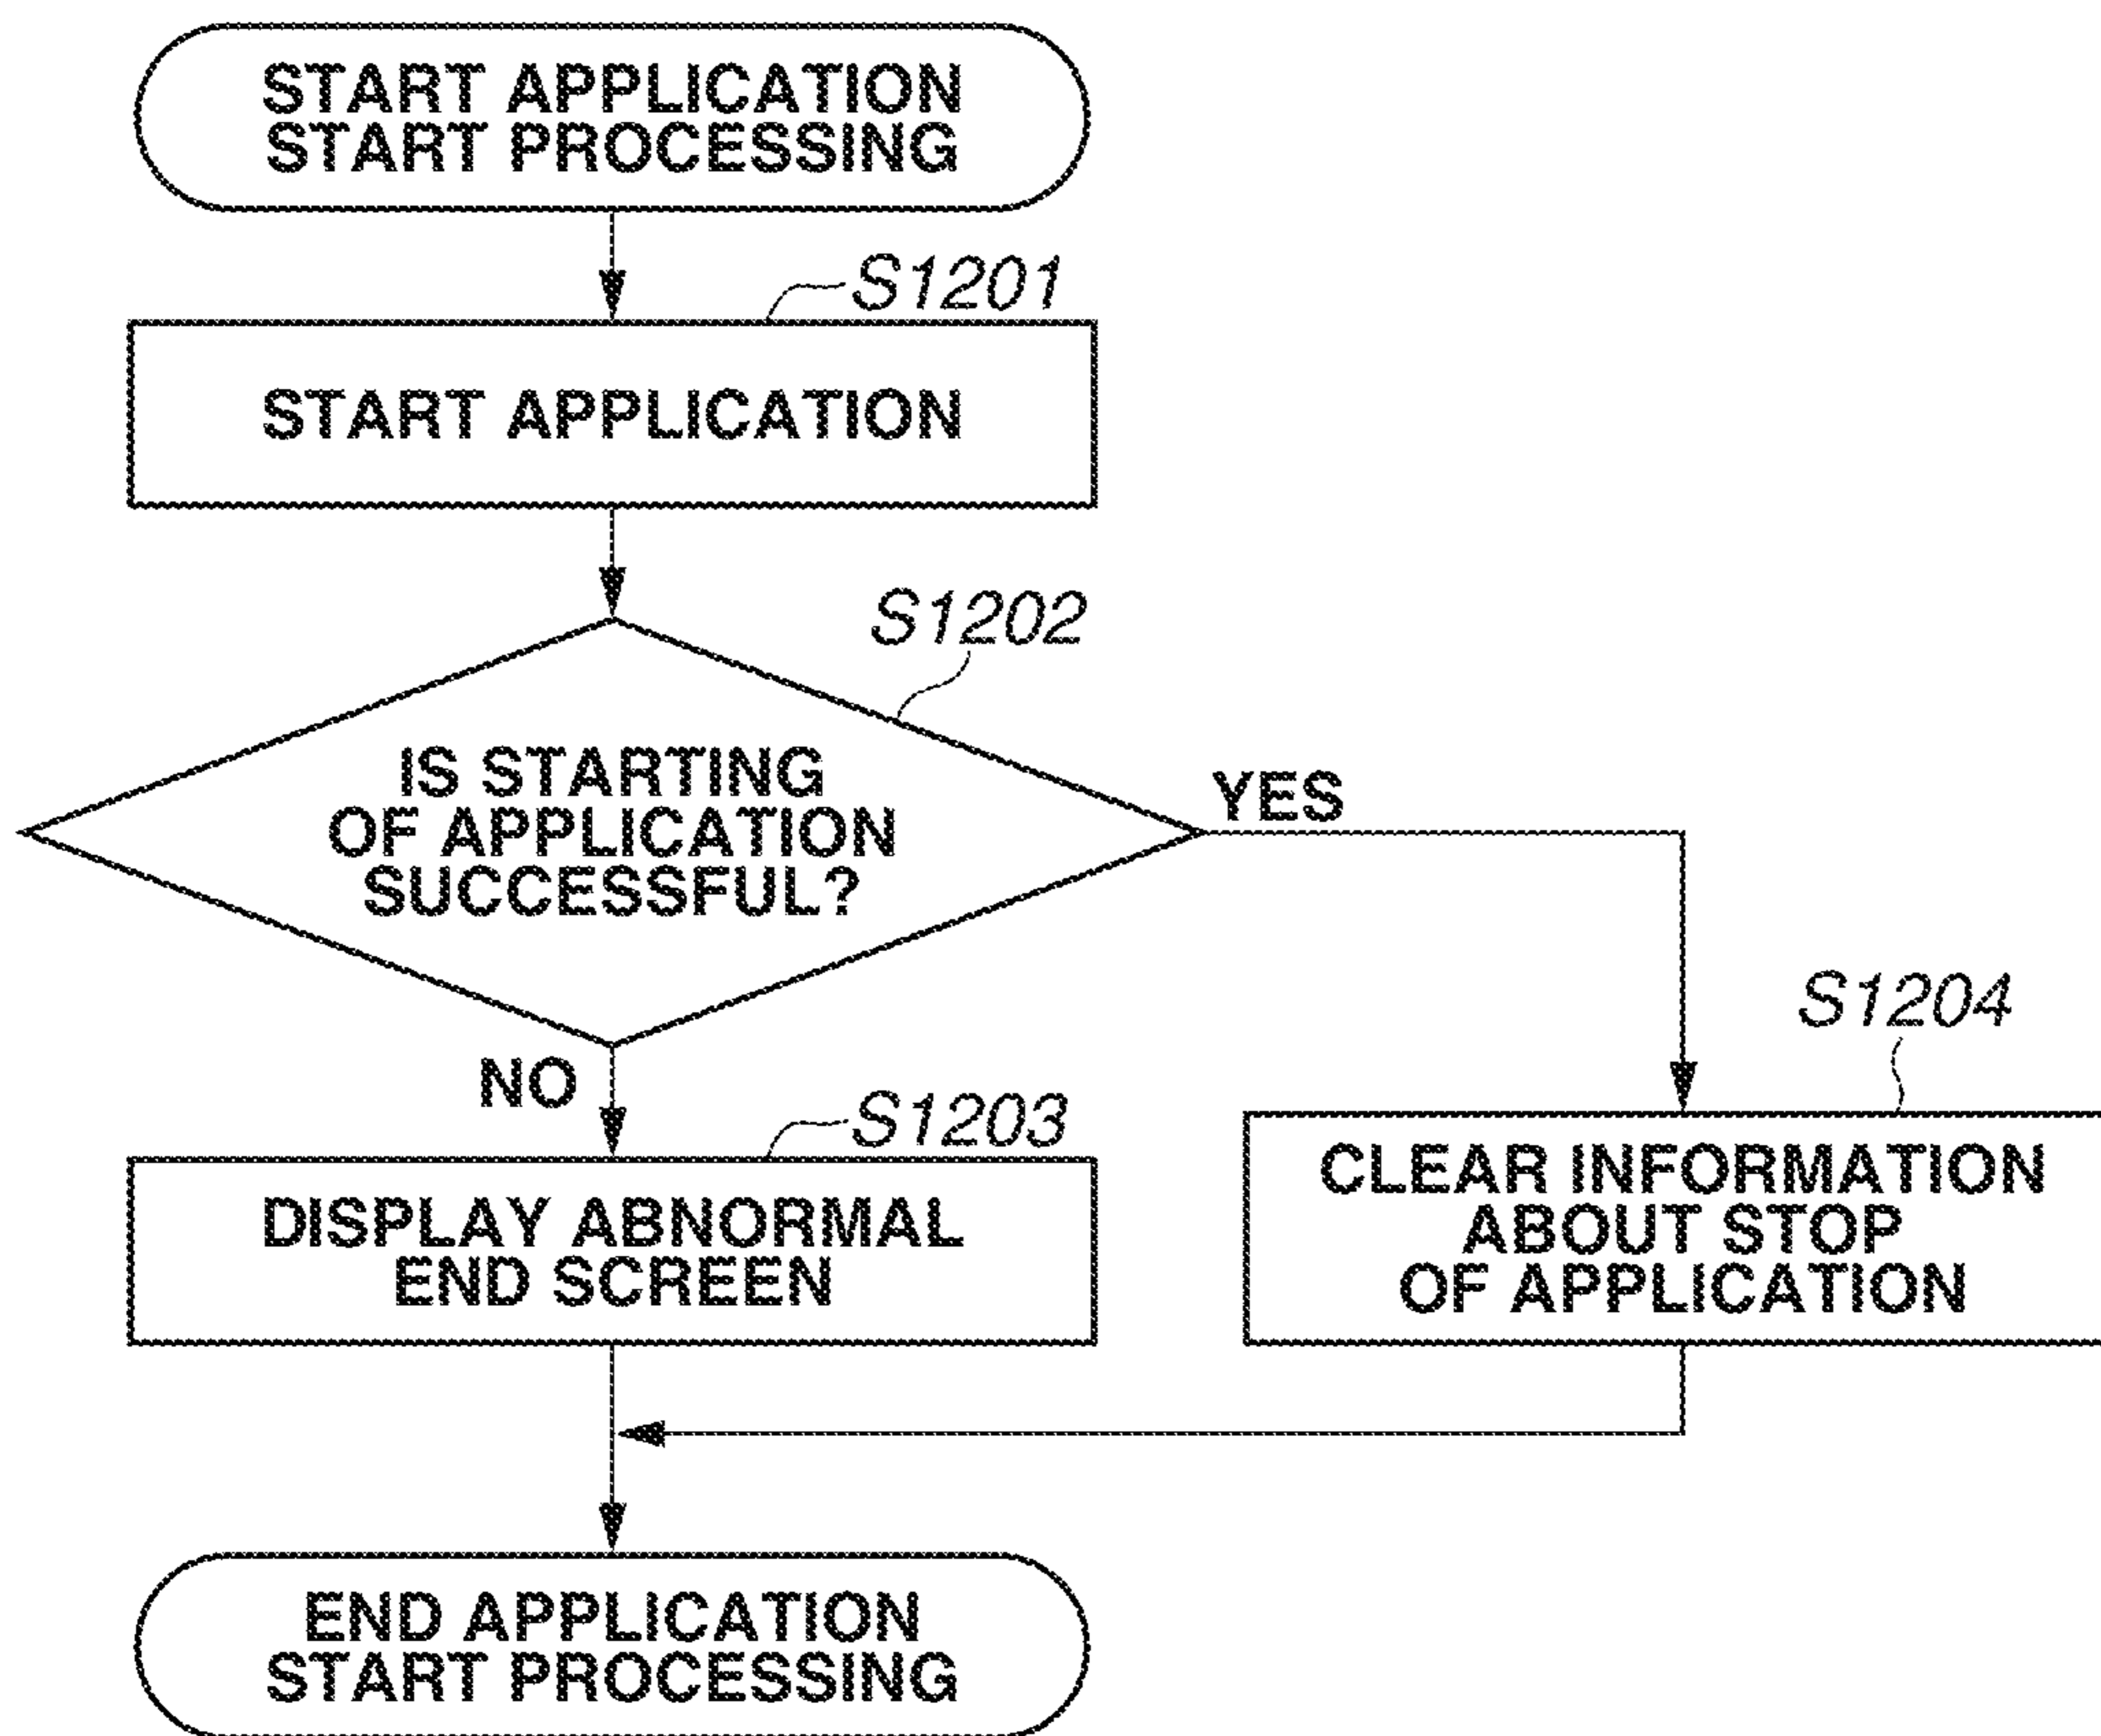 START APPLICATION
START PROCESSING
S1201
START APPLICATION
S1202
IS STARTING
OF APPLICATION
SUCCESSFUL?
YES
NO
S1203
DISPLAY ABNORMAL
END SCREEN
S1204
CLEAR INFORMATION
ABOUT STOP
OF APPLICATION
END APPLICATION
START PROCESSING